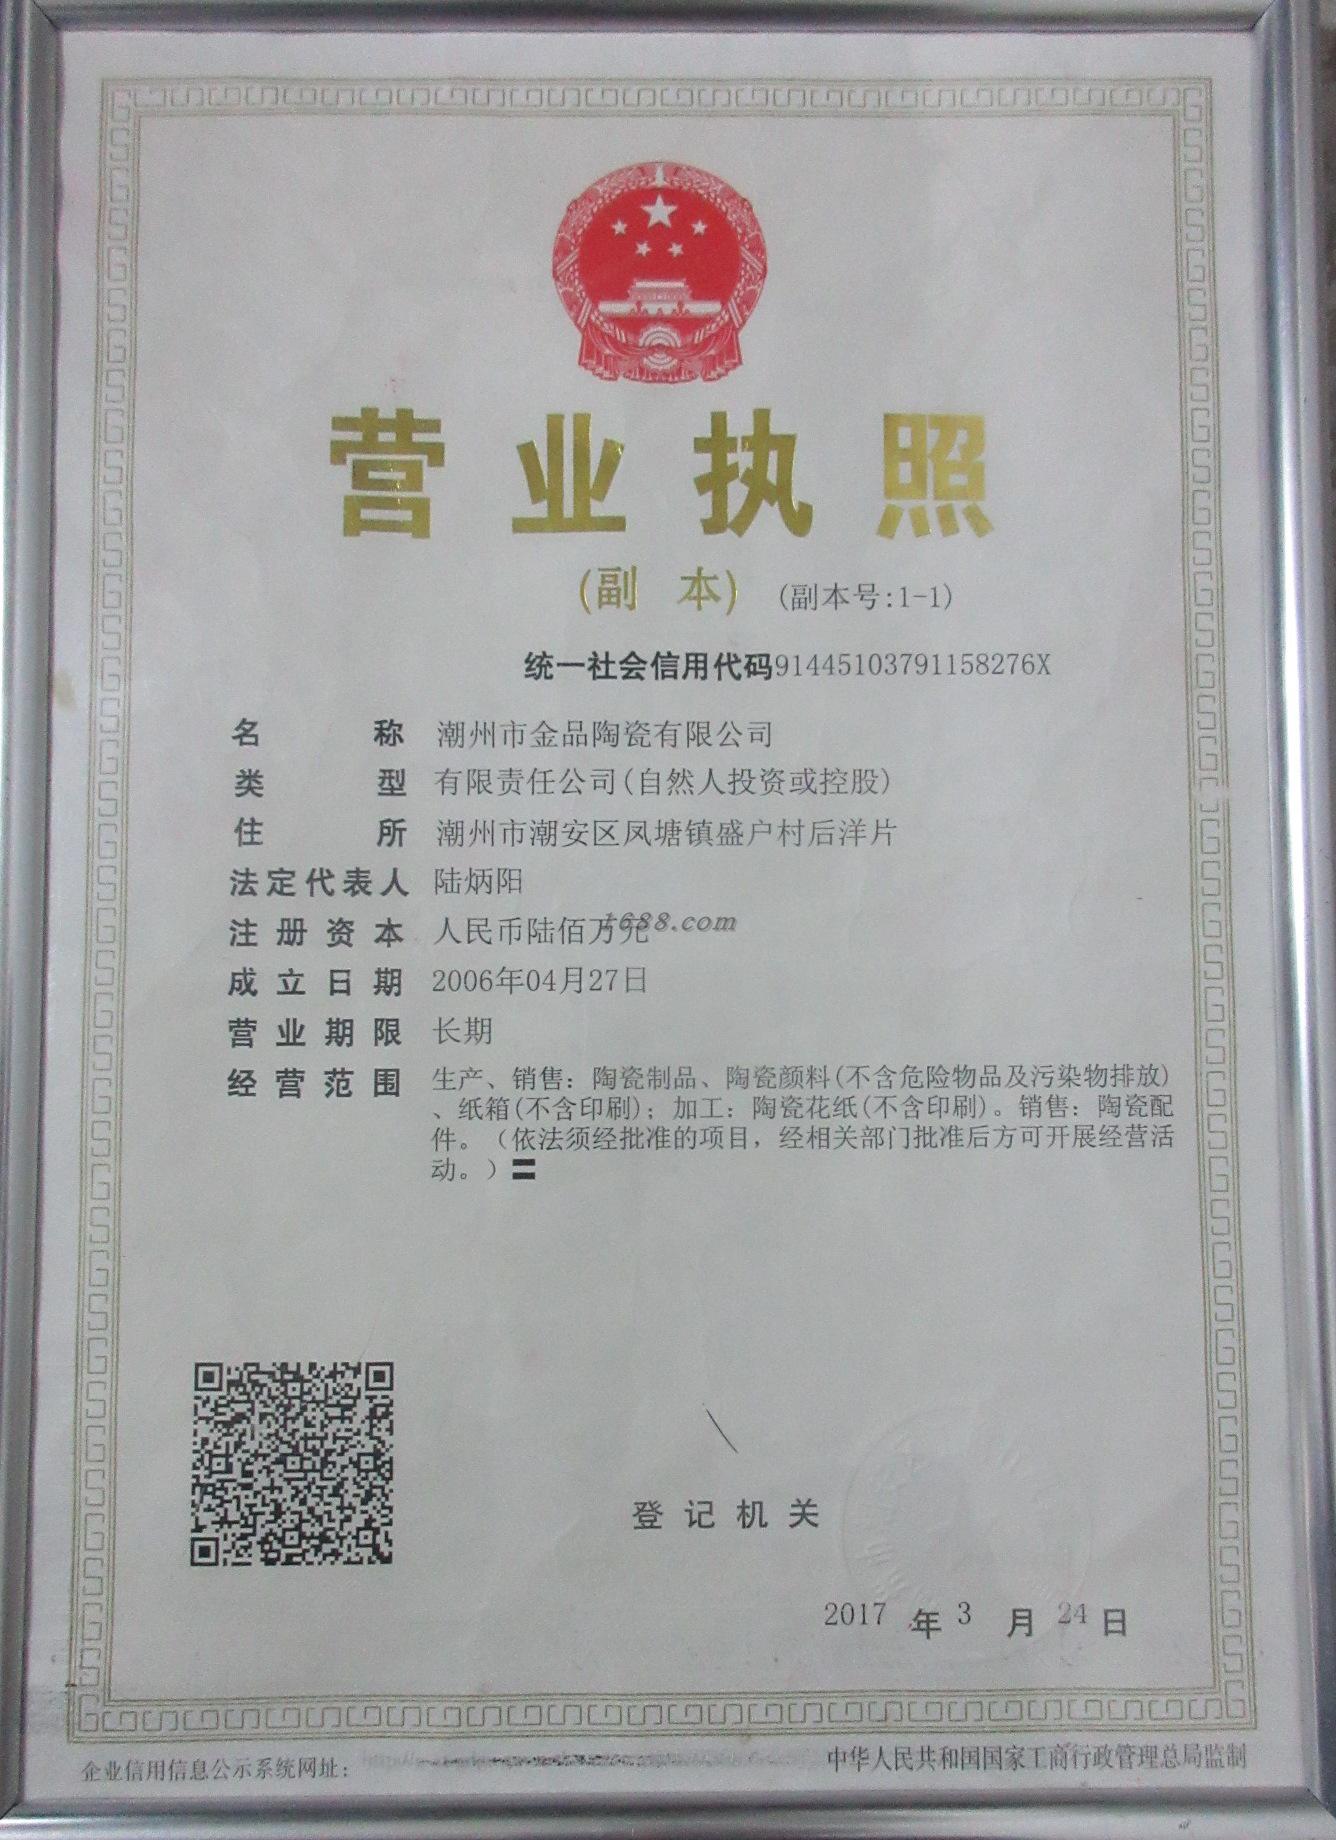 营业执照
(副 本) (副本号:1-1)
统一社会信用代码91445103791158276X
名 称 潮州市金品陶瓷有限公司
类 型 有限责任公司(自然人投资或控股)
住 所 潮州市潮安区凤塘镇盛户村后洋片
法定代表人 陆炳阳
注册资本 人民币陆佰万元
1688.com
成立日期 2006年04月27日
营业期限 长期
经营范围 生产、销售：陶瓷制品、陶瓷颜料(不含危险物品及污染物排放)
、纸箱(不含印刷)；加工：陶瓷花纸(不含印刷)。销售：陶瓷配
件。（依法须经批准的项目，经相关部门批准后方可开展经营活
动。）〓
登记机关
2017 年 3 月 24 日
企业信用信息公示系统网址：
中华人民共和国国家工商行政管理总局监制